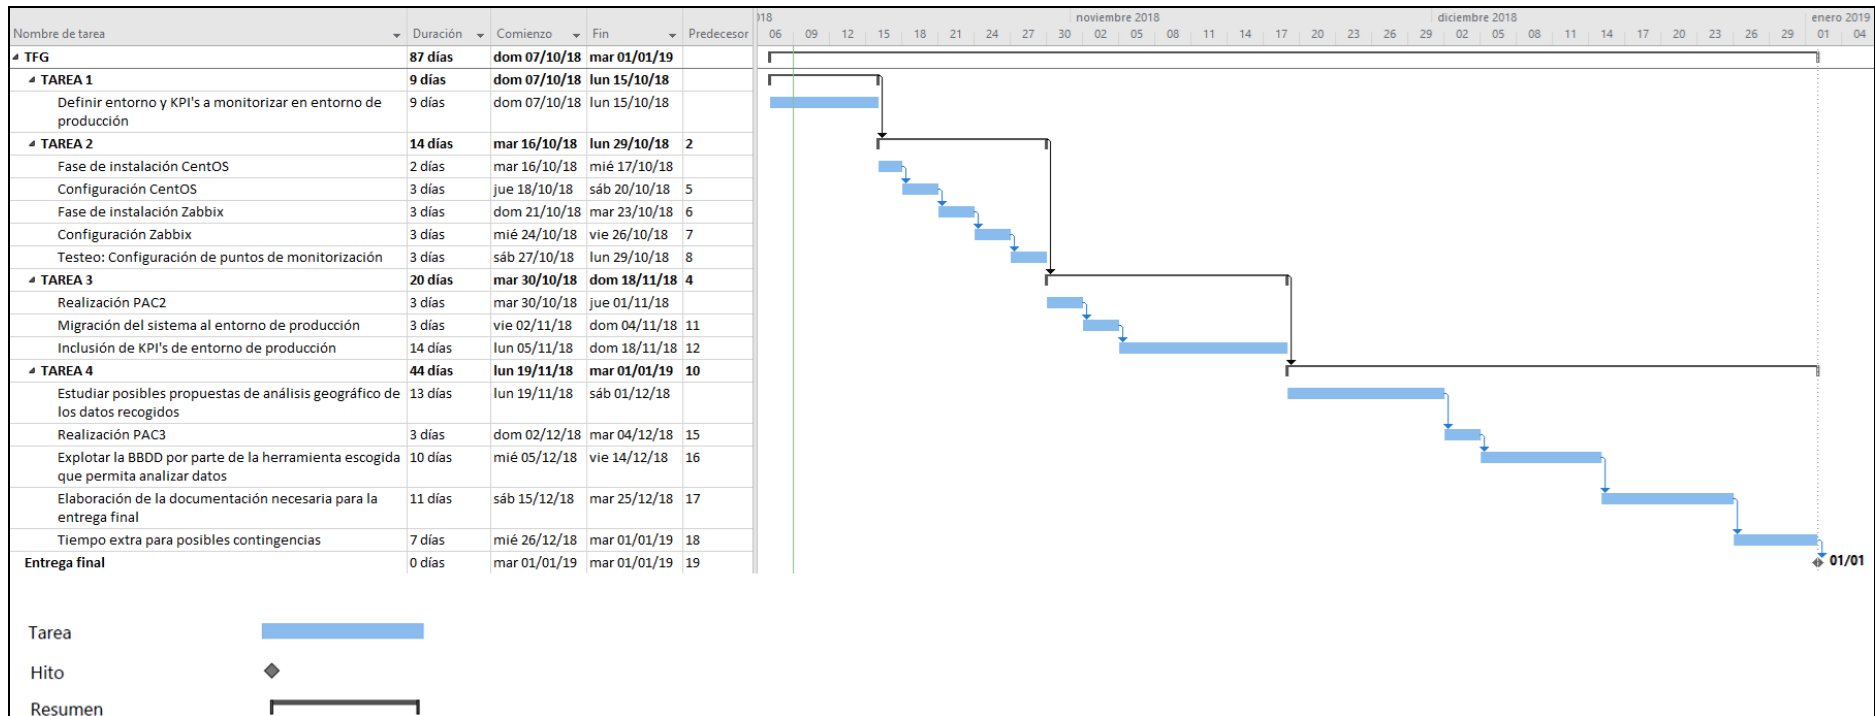 018 noviembre 2018 diciembre 2018 enero 2019
Nombre de tarea Duración Comienzo Fin Predecesor 06 09 12 15 18 21 24 27 30 02 05 08 11 14 17 20 23 26 29 02 05 08 11 14 17 20 23 26 29 01 04
TFG 87 días dom 07/10/18 mar 01/01/19
TAREA 1 9 días dom 07/10/18 lun 15/10/18
Definir entorno y KPI's a monitorizar en entorno de 9 días dom 07/10/18 lun 15/10/18
producción
TAREA 2 14 días mar 16/10/18 lun 29/10/18 2
Fase de instalación CentOS 2 días mar 16/10/18 mié 17/10/18
Configuración CentOS 3 días jue 18/10/18 sáb 20/10/18 5
Fase de instalación Zabbix 3 días dom 21/10/18 mar 23/10/18 6
Configuración Zabbix 3 días mié 24/10/18 vie 26/10/18 7
Testeo: Configuración de puntos de monitorización 3 días sáb 27/10/18 lun 29/10/18 8
TAREA 3 20 días mar 30/10/18 dom 18/11/18 4
Realización PAC2 3 días mar 30/10/18 jue 01/11/18
Migración del sistema al entorno de producción 3 días vie 02/11/18 dom 04/11/18 11
Inclusión de KPI's de entorno de producción 14 días lun 05/11/18 dom 18/11/18 12
TAREA 4 44 días lun 19/11/18 mar 01/01/19 10
Estudiar posibles propuestas de análisis geográfico de 13 días lun 19/11/18 sáb 01/12/18
los datos recogidos
Realización PAC3 3 días dom 02/12/18 mar 04/12/18 15
Explotar la BBDD por parte de la herramienta escogida 10 días mié 05/12/18 vie 14/12/18 16
que permita analizar datos
Elaboración de la documentación necesaria para la 11 días sáb 15/12/18 mar 25/12/18 17
entrega final
Tiempo extra para posibles contingencias 7 días mié 26/12/18 mar 01/01/19 18
Entrega final 0 días mar 01/01/19 mar 01/01/19 19 01/01
Tarea
Hito
Resumen